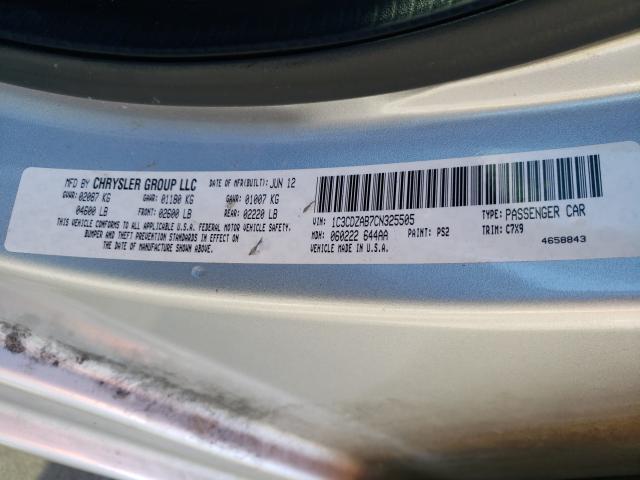 MFD BY CHRYSLER GROUP LLC
DATE OF MFR(BUILT): JUN 12
GVWR: 02087 KG
GAWR: 01180 KG
GAWR: 01007 KG
04600 LB
FRONT: 02600 LB
REAR: 02220 LB
THIS VEHICLE CONFORMS TO ALL APPLICABLE U.S.A. FEDERAL MOTOR VEHICLE SAFETY,
BUMPER AND THEFT PREVENTION STANDARDS IN EFFECT ON
THE DATE OF MANUFACTURE SHOWN ABOVE.
VIN: 1C3CDZAB7CN325505
TYPE: PASSENGER CAR
MDH: 060222 644AA
PAINT: PS2
TRIM: C7X9
VEHICLE MADE IN U.S.A.
4658843